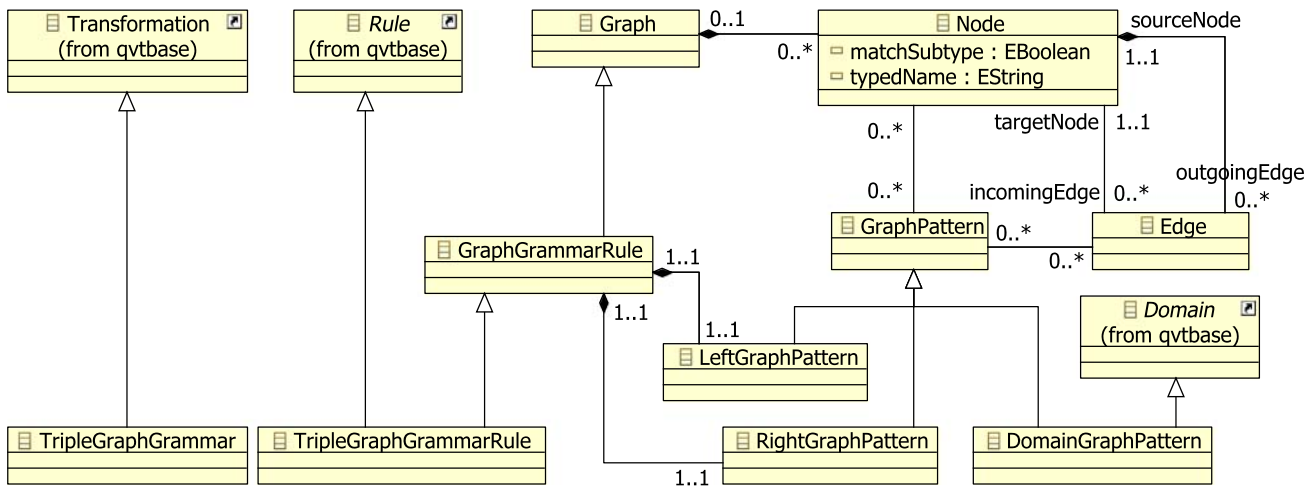 Transformation
(from qvtbase)
Rule
(from qvtbase)
Graph
0..1
0..*
Node
matchSubtype : EBoolean
typedName : EString
sourceNode
1..1
0..*
targetNode
1..1
0..*
incomingEdge
0..*
outgoingEdge
0..*
GraphPattern
0..*
0..*
Edge
GraphGrammarRule
1..1
1..1
1..1
LeftGraphPattern
Domain
(from qvtbase)
TripleGraphGrammar
TripleGraphGrammarRule
1..1
RightGraphPattern
DomainGraphPattern